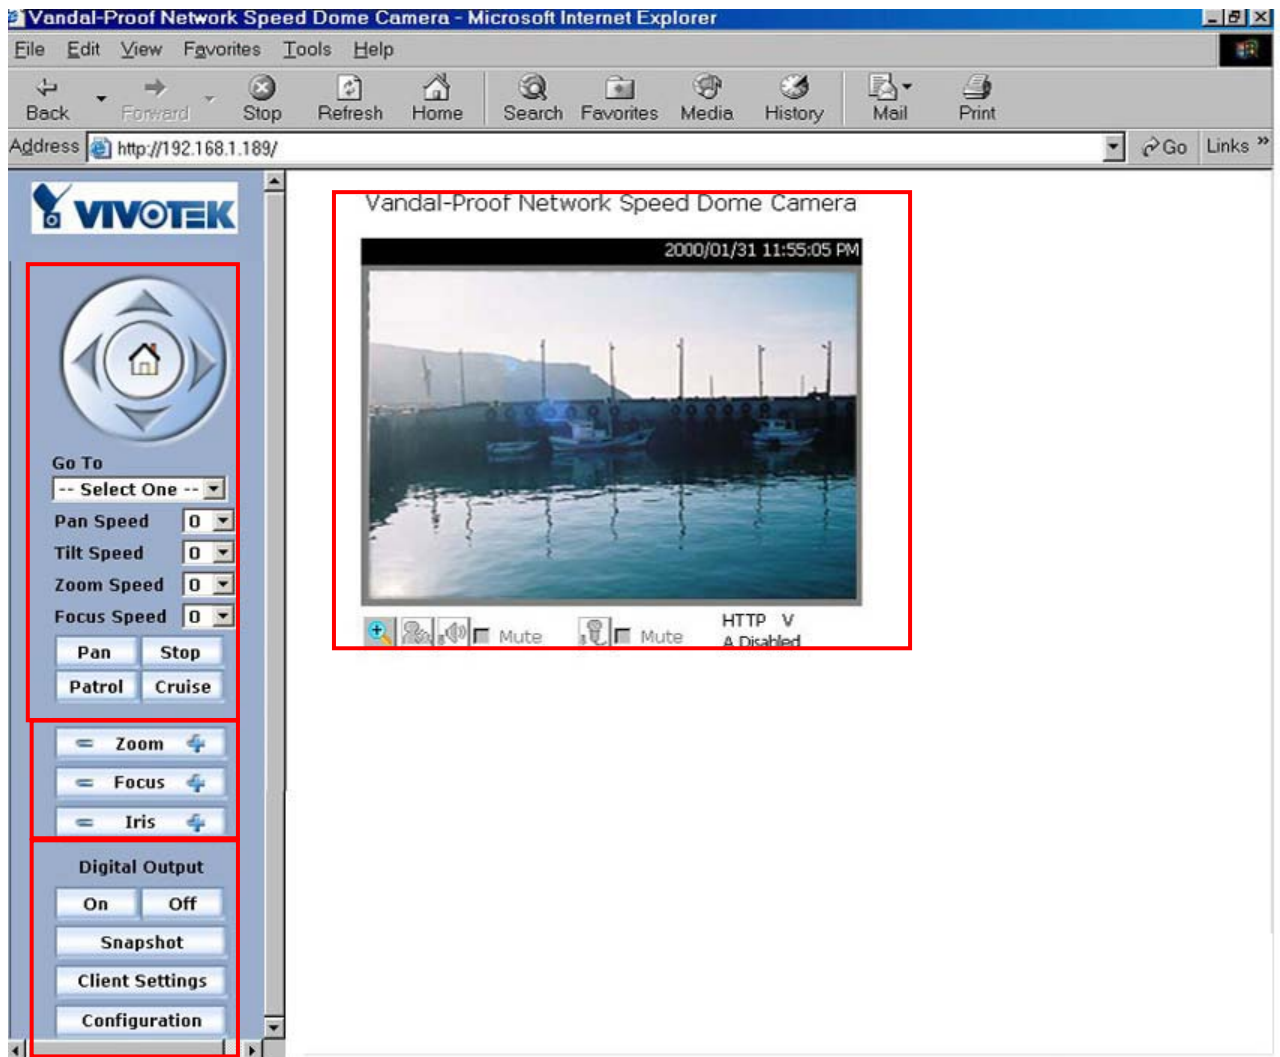 Vandal-Proof Network Speed Dome Camera - Microsoft Internet Explorer
File Edit View Favorites Tools Help
Back Forward Stop Refresh Home Search Favorites Media History Mail Print
Address http://192.168.1.189/ Go Links »
VIVOTEK
Vandal-Proof Network Speed Dome Camera
2000/01/31 11:55:05 PM
Go To
-- Select One --
Pan Speed 0
Tilt Speed 0
Zoom Speed 0
Focus Speed 0
Pan Stop
Patrol Cruise
Mute Mute HTTP V
A Disabled
Zoom
Focus
Iris
Digital Output
On Off
Snapshot
Client Settings
Configuration